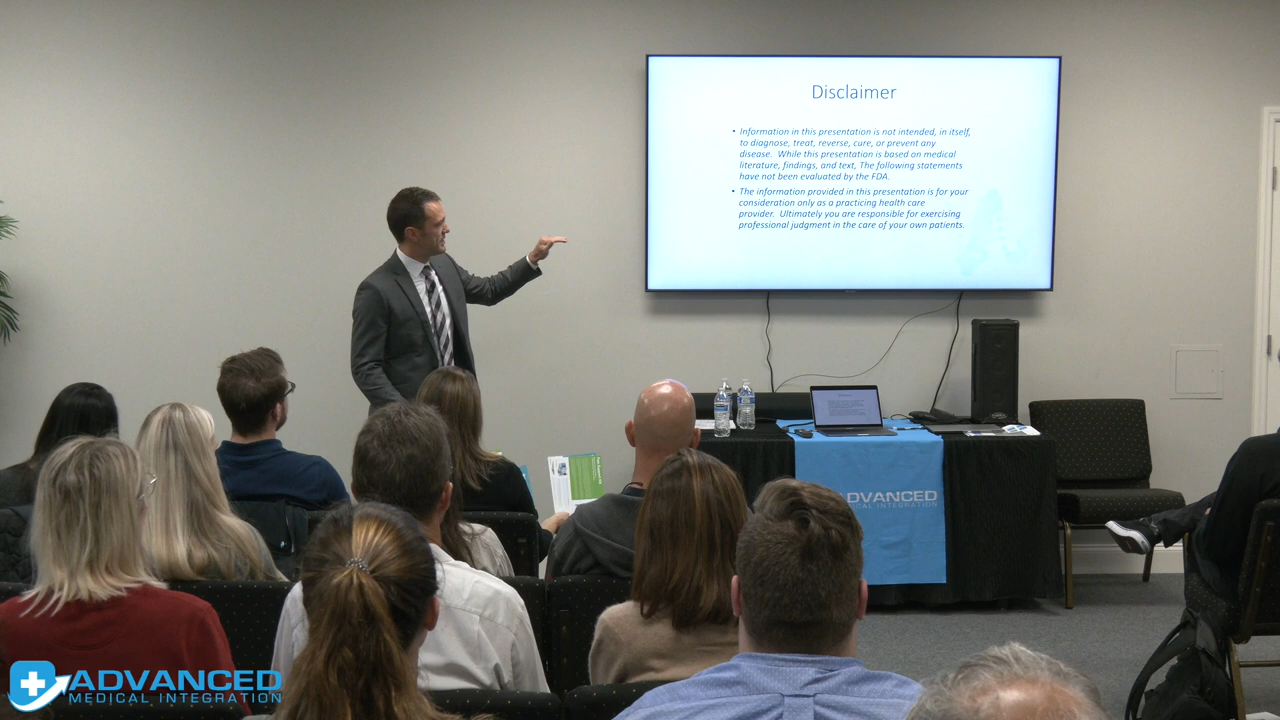 Disclaimer
• Information in this presentation is not intended, in itself,
to diagnose, treat, reverse, cure, or prevent any
disease. While this presentation is based on medical
literature, findings, and text, The following statements
have not been evaluated by the FDA.
• The information provided in this presentation is for your
consideration only as a practicing health care
provider. Ultimately you are responsible for exercising
professional judgment in the care of your own patients.
DVANCED
CAL INTEGRATION
ADVANCED
MEDICAL INTEGRATION